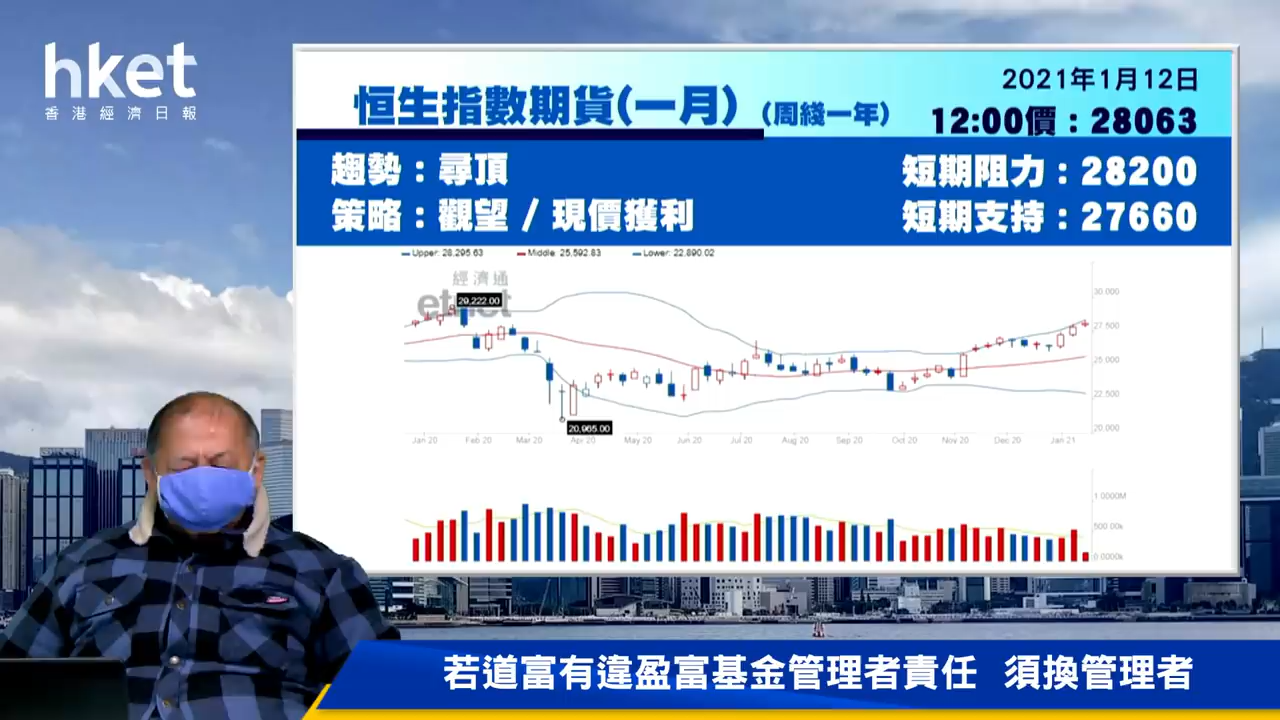 hket
香港經濟日報
2021年1月12日
恒生指數期貨(一月) (周綫一年)
12:00價：28063
趨勢：尋頂
短期阻力：28200
策略：觀望 / 現價獲利
短期支持：27660
Upper: 28,295.63 Middle: 25,592.83 Lower: 22,890.02
經濟通
etnet
29,222.00
30,000
27,500
25,000
22,500
20,965.00
20,000
Jan 20 Feb 20 Mar 20 Apr 20 May 20 Jun 20 Jul 20 Aug 20 Sep 20 Oct 20 Nov 20 Dec 20 Jan 21
1.0000M
500.00k
0.0000k
若道富有違盈富基金管理者責任 須換管理者